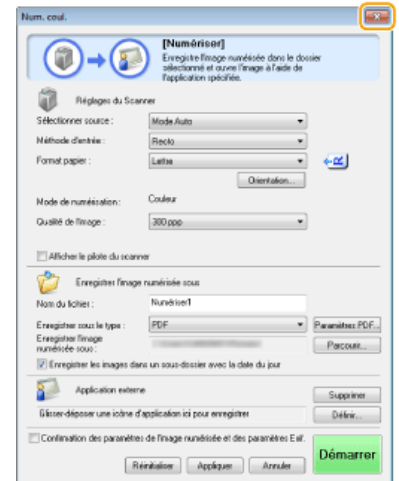 Num. coul.
[Numériser]
Enregistre l'image numérisée dans le dossier
sélectionné et ouvre l'image à l'aide de
l'application spécifiée.
Réglages du Scanner
Sélectionner source : Mode Auto
Méthode d'entrée : Recto
Format papier : Lettre
Orientation...
Mode de numérisation : Couleur
Qualité de l'image : 300 ppp
Afficher le pilote du scanner
Enregistrer l'image numérisée sous
Nom du fichier : Numériser1
Enregistrer sous le type : PDF Paramètres PDF...
Enregistrer l'image
numérisée sous : Parcourir...
Enregistrer les images dans un sous-dossier avec la date du jour
Application externe
Supprimer
Glisser-déposer une icône d'application ici pour enregistrer Définir...
Confirmation des paramètres de l'image numérisée et des paramètres Exif.
Démarrer
Réinitialiser Appliquer Annuler